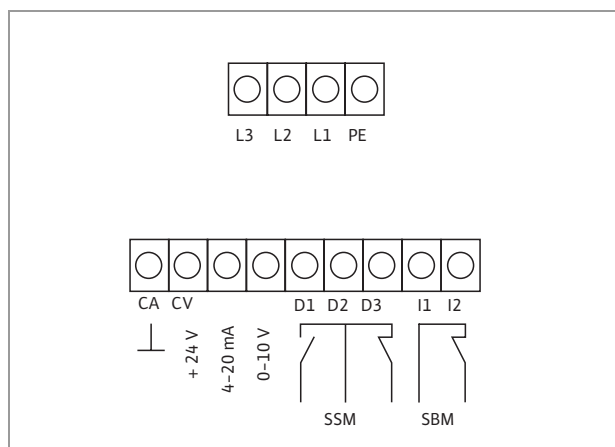 L3 L2 L1 PE
CA CV D1 D2 D3 I1 I2
+ 24 V
4-20 mA
0-10 V
SSM SBM